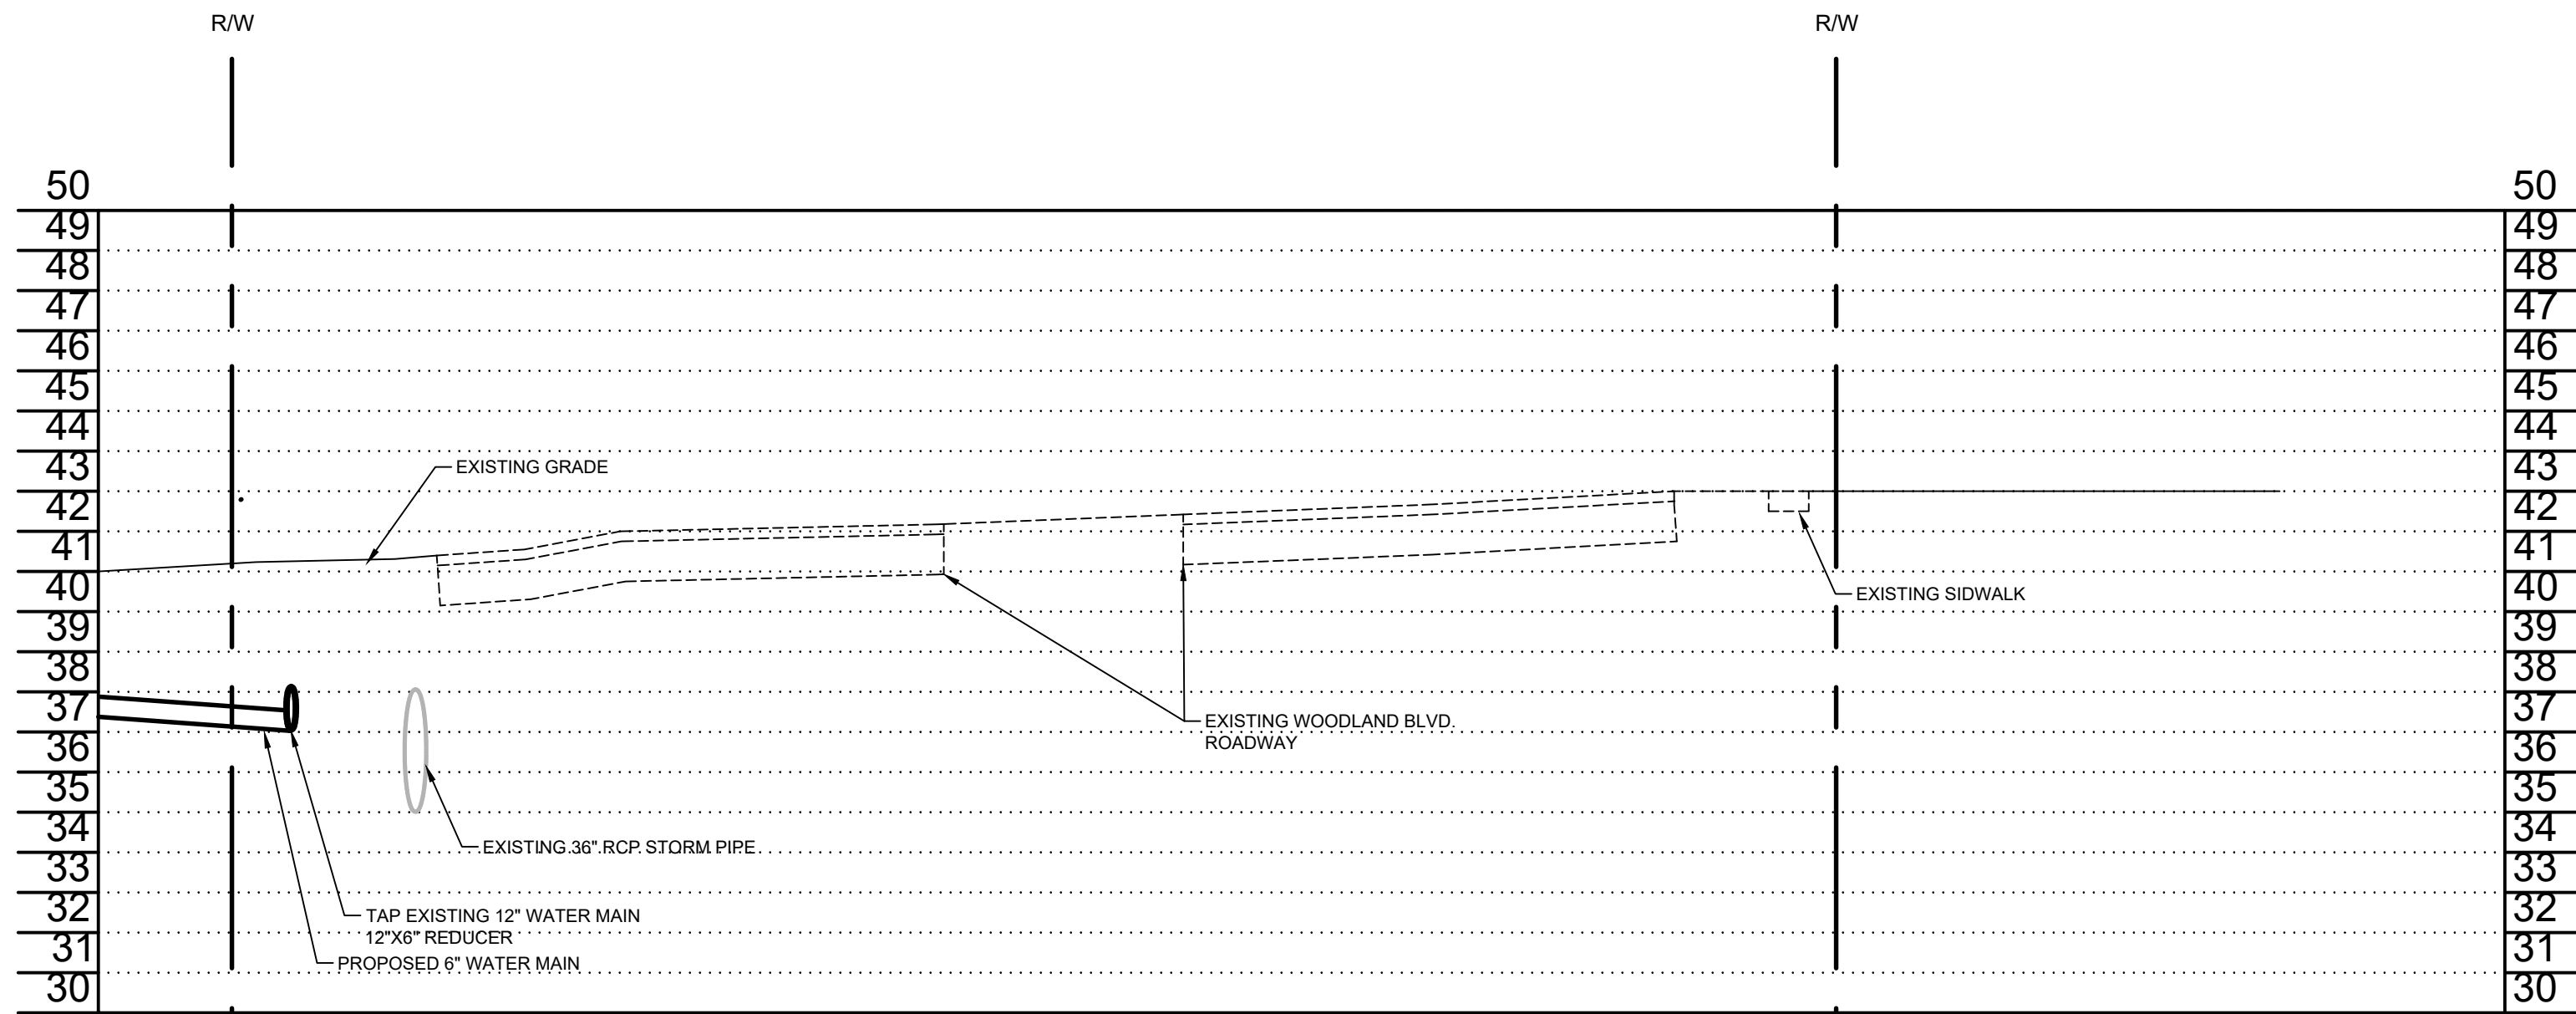 R/W R/W
50 50
49 49
48 48
47 47
46 46
45 45
44 44
43 43
EXISTING GRADE
42 42
41 41
40 40
EXISTING SIDWALK
39 39
38 38
37 37
EXISTING WOODLAND BLVD.
ROADWAY
36 36
35 35
34 34
EXISTING 36" RCP STORM PIPE
33 33
32 32
TAP EXISTING 12" WATER MAIN
12"X6" REDUCER
31 31
PROPOSED 6" WATER MAIN
30 30